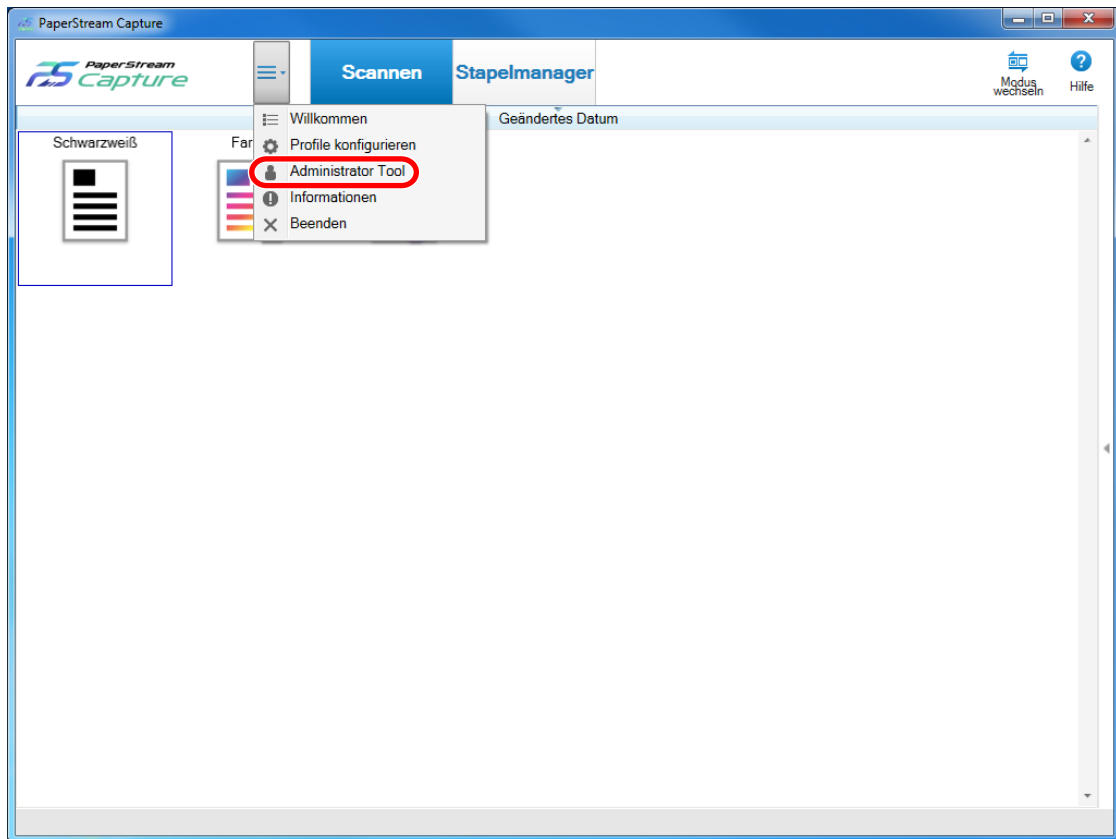 PaperStream Capture
PaperStream
Capture
Scannen
Stapelmanager
Modus
wechseln
Hilfe
Geändertes Datum
Willkommen
Profile konfigurieren
Administrator Tool
Informationen
Beenden
Schwarzweiß
Far